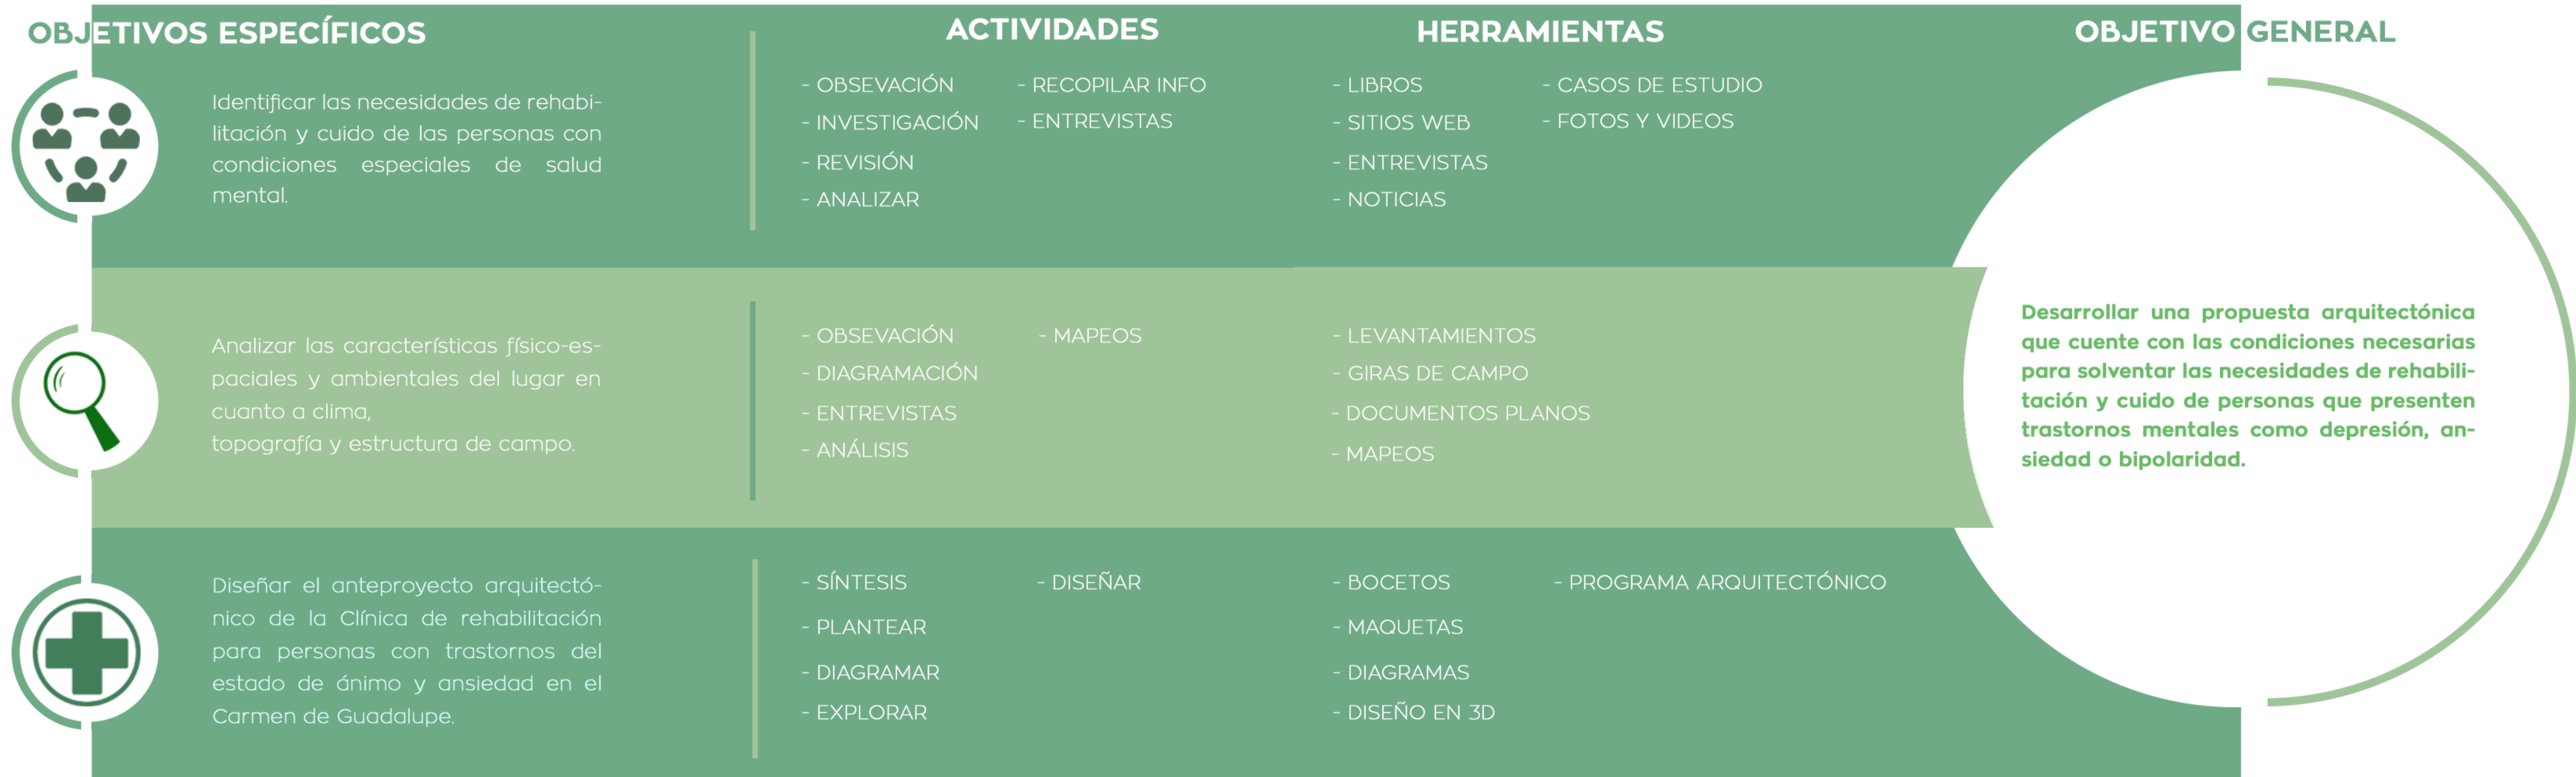 OBJETIVOS ESPECÍFICOS
ACTIVIDADES
HERRAMIENTAS
OBJETIVO GENERAL
Identificar las necesidades de rehabi-
litación y cuido de las personas con
condiciones especiales de salud
mental.
- OBSEVACIÓN
- INVESTIGACIÓN
- REVISIÓN
- ANALIZAR
- RECOPILAR INFO
- ENTREVISTAS
- LIBROS
- SITIOS WEB
- ENTREVISTAS
- NOTICIAS
- CASOS DE ESTUDIO
- FOTOS Y VIDEOS
Analizar las características físico-es-
paciales y ambientales del lugar en
cuanto a clima,
topografía y estructura de campo.
- OBSEVACIÓN
- DIAGRAMACIÓN
- ENTREVISTAS
- ANÁLISIS
- MAPEOS
- LEVANTAMIENTOS
- GIRAS DE CAMPO
- DOCUMENTOS PLANOS
- MAPEOS
Diseñar el anteproyecto arquitectó-
nico de la Clínica de rehabilitación
para personas con trastornos del
estado de ánimo y ansiedad en el
Carmen de Guadalupe.
- SÍNTESIS
- PLANTEAR
- DIAGRAMAR
- EXPLORAR
- DISEÑAR
- BOCETOS
- MAQUETAS
- DIAGRAMAS
- DISEÑO EN 3D
- PROGRAMA ARQUITECTÓNICO
Desarrollar una propuesta arquitectónica
que cuente con las condiciones necesarias
para solventar las necesidades de rehabili-
tación y cuido de personas que presenten
trastornos mentales como depresión, an-
siedad o bipolaridad.